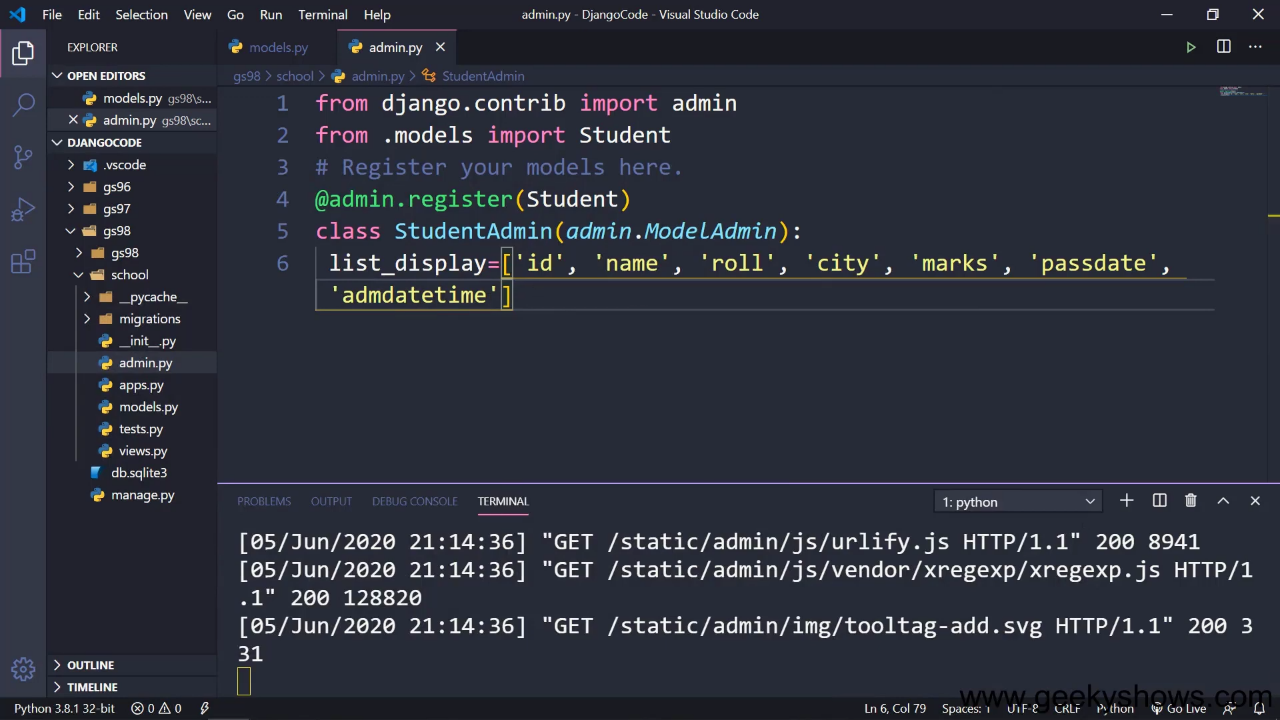 File Edit Selection View Go Run Terminal Help admin.py - DjangoCode - Visual Studio Code
EXPLORER
OPEN EDITORS
models.py gs98\s...
admin.py gs98\sc...
DJANGOCODE
.vscode
gs96
gs97
gs98
gs98
school
__pycache__
migrations
__init__.py
admin.py
apps.py
models.py
tests.py
views.py
db.sqlite3
manage.py
OUTLINE
TIMELINE
models.py admin.py
gs98 > school > admin.py > StudentAdmin
1 from django.contrib import admin
2 from .models import Student
3 # Register your models here.
4 @admin.register(Student)
5 class StudentAdmin(admin.ModelAdmin):
6 list_display=['id', 'name', 'roll', 'city', 'marks', 'passdate',
'admdatetime']
PROBLEMS OUTPUT DEBUG CONSOLE TERMINAL 1: python
[05/Jun/2020 21:14:36] "GET /static/admin/js/urlify.js HTTP/1.1" 200 8941
[05/Jun/2020 21:14:36] "GET /static/admin/js/vendor/xregexp/xregexp.js HTTP/1
.1" 200 128820
[05/Jun/2020 21:14:36] "GET /static/admin/img/tooltag-add.svg HTTP/1.1" 200 3
31
www.geekyshows.com
Python 3.8.1 32-bit 0 0 Ln 6, Col 79 Spaces: 1 UTF-8 CRLF Python Go Live